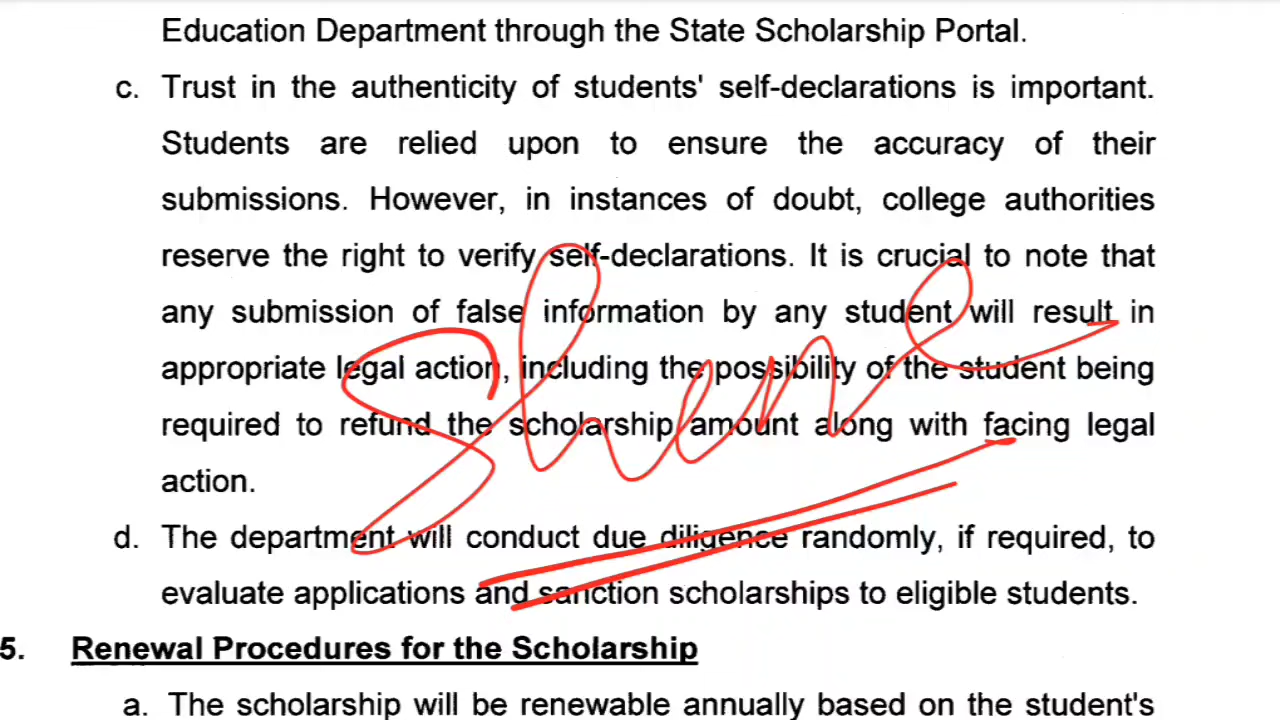 Education Department through the State Scholarship Portal.
c. Trust in the authenticity of students' self-declarations is important.
Students are relied upon to ensure the accuracy of their
submissions. However, in instances of doubt, college authorities
reserve the right to verify self-declarations. It is crucial to note that
any submission of false information by any student will result in
appropriate legal action, including the possibility of the student being
required to refund the scholarship amount along with facing legal
action.
d. The department will conduct due diligence randomly, if required, to
evaluate applications and sanction scholarships to eligible students.
5. Renewal Procedures for the Scholarship
a. The scholarship will be renewable annually based on the student's